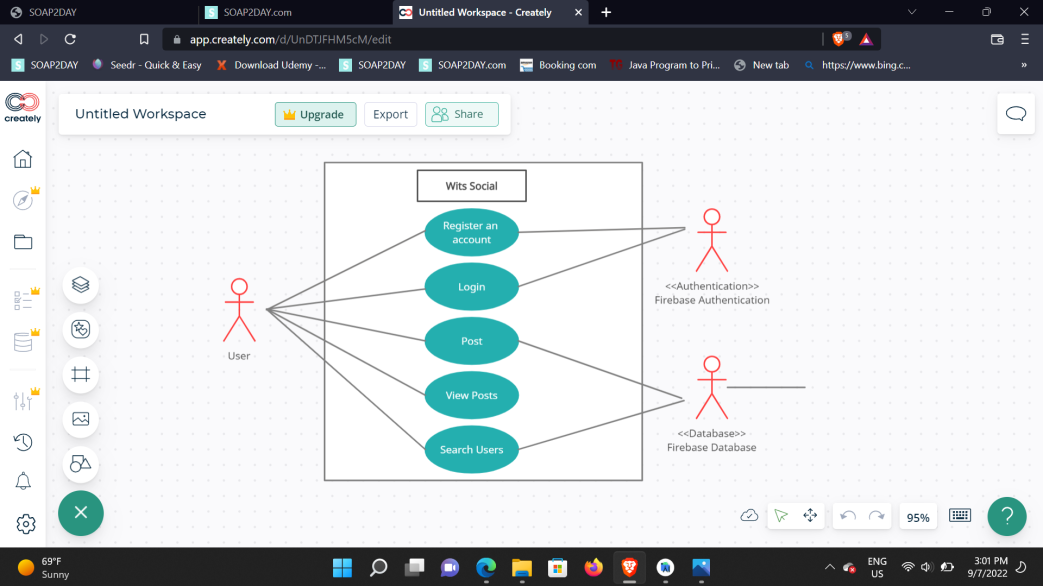 SOAP2DAY
SOAP2DAY.com
Untitled Workspace - Creately
app.creately.com/d/UnDTJFHM5cM/edit
5
SOAP2DAY
Seedr - Quick & Easy
Download Udemy -...
SOAP2DAY
SOAP2DAY.com
Booking com
Java Program to Pri...
New tab
https://www.bing.c...
»
creately
Untitled Workspace
Upgrade
Export
Share
Wits Social
Register an
account
Login
Post
View Posts
Search Users
User
<<Authentication>>
Firebase Authentication
<<Database>>
Firebase Database
95%
?
69°F
Sunny
ENG
US
3:01 PM
9/7/2022